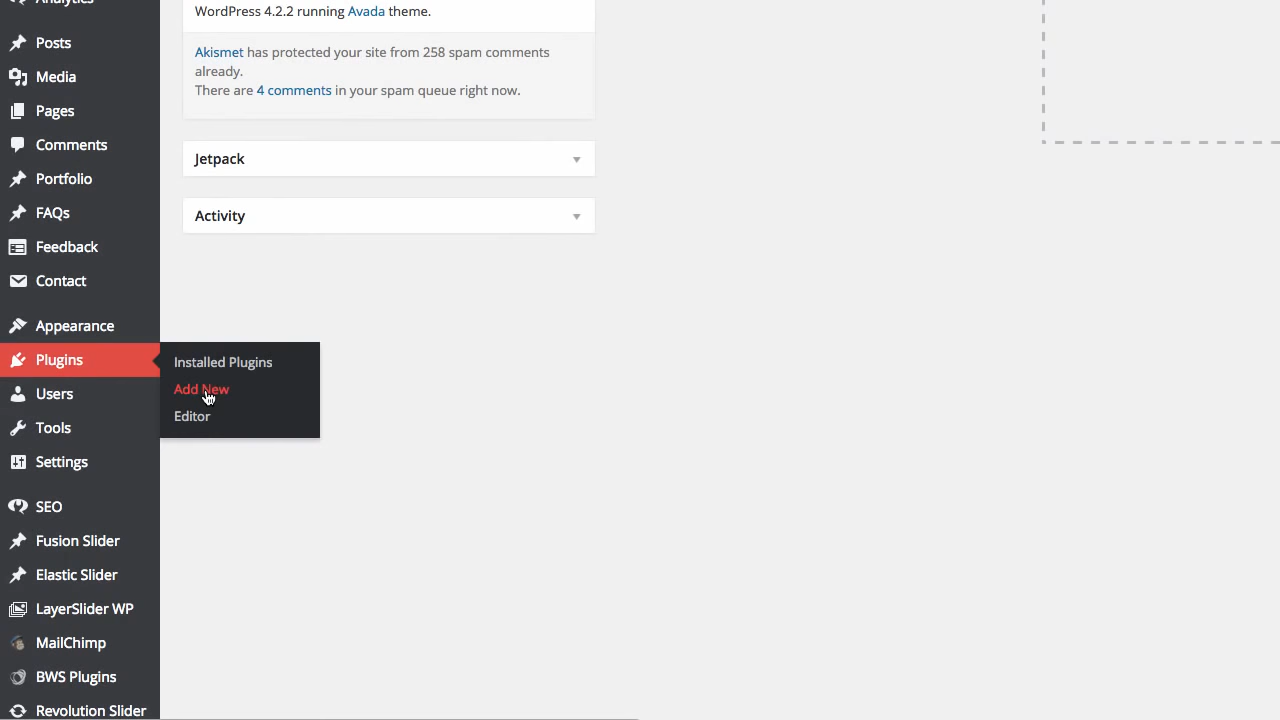 Analytics
Posts
Media
Pages
Comments
Portfolio
FAQs
Feedback
Contact
Appearance
Plugins
Users
Tools
Settings
SEO
Fusion Slider
Elastic Slider
LayerSlider WP
MailChimp
BWS Plugins
Revolution Slider
Installed Plugins
Add New
Editor
WordPress 4.2.2 running Avada theme.
Akismet has protected your site from 258 spam comments
already.
There are 4 comments in your spam queue right now.
Jetpack
Activity